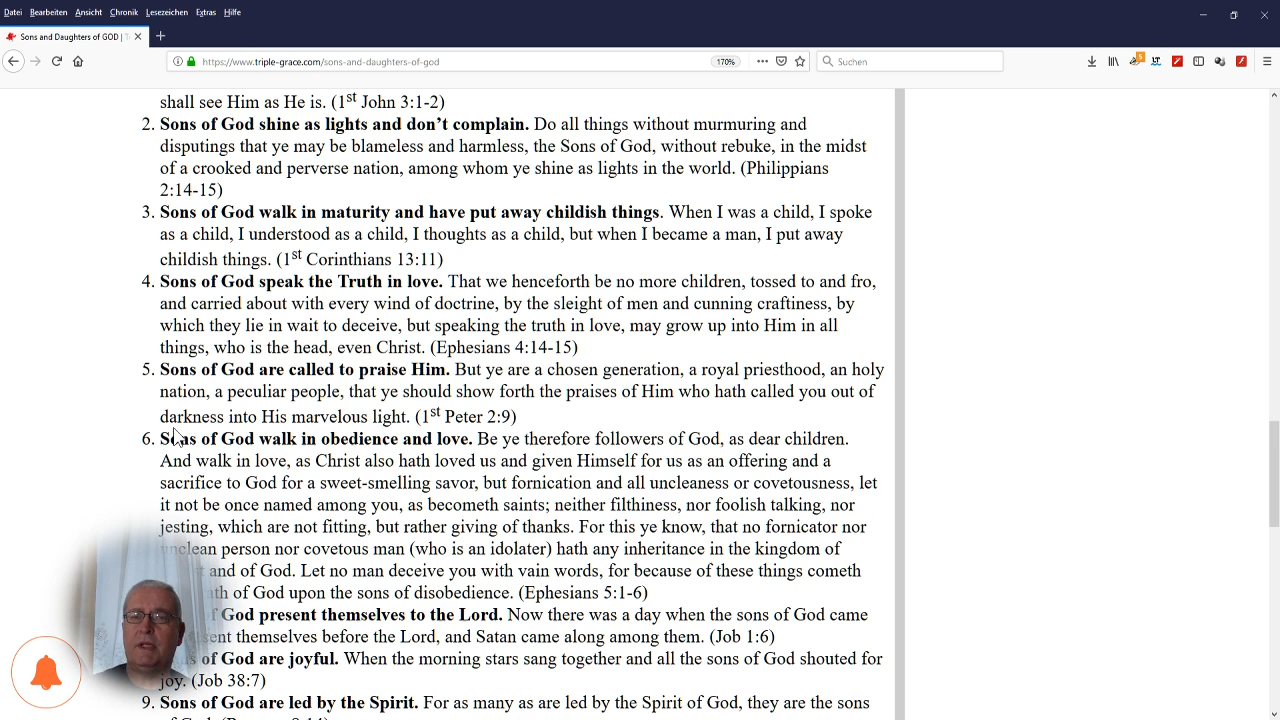 Datei Bearbeiten Ansicht Chronik Lesezeichen Extras Hilfe
Sons and Daughters of GOD | T
https://www.triple-grace.com/sons-and-daughters-of-god 170% Suchen
shall see Him as He is. (1st John 3:1-2)
2. Sons of God shine as lights and don’t complain. Do all things without murmuring and
disputings that ye may be blameless and harmless, the Sons of God, without rebuke, in the midst
of a crooked and perverse nation, among whom ye shine as lights in the world. (Philippians
2:14-15)
3. Sons of God walk in maturity and have put away childish things. When I was a child, I spoke
as a child, I understood as a child, I thoughts as a child, but when I became a man, I put away
childish things. (1st Corinthians 13:11)
4. Sons of God speak the Truth in love. That we henceforth be no more children, tossed to and fro,
and carried about with every wind of doctrine, by the sleight of men and cunning craftiness, by
which they lie in wait to deceive, but speaking the truth in love, may grow up into Him in all
things, who is the head, even Christ. (Ephesians 4:14-15)
5. Sons of God are called to praise Him. But ye are a chosen generation, a royal priesthood, an holy
nation, a peculiar people, that ye should show forth the praises of Him who hath called you out of
darkness into His marvelous light. (1st Peter 2:9)
6. Sons of God walk in obedience and love. Be ye therefore followers of God, as dear children.
And walk in love, as Christ also hath loved us and given Himself for us as an offering and a
sacrifice to God for a sweet-smelling savor, but fornication and all uncleaness or covetousness, let
it not be once named among you, as becometh saints; neither filthiness, nor foolish talking, nor
jesting, which are not fitting, but rather giving of thanks. For this ye know, that no fornicator nor
unclean person nor covetous man (who is an idolater) hath any inheritance in the kingdom of
and of God. Let no man deceive you with vain words, for because of these things cometh
of God upon the sons of disobedience. (Ephesians 5:1-6)
God present themselves to the Lord. Now there was a day when the sons of God came
themselves before the Lord, and Satan came along among them. (Job 1:6)
of God are joyful. When the morning stars sang together and all the sons of God shouted for
joy. (Job 38:7)
9. Sons of God are led by the Spirit. For as many as are led by the Spirit of God, they are the sons